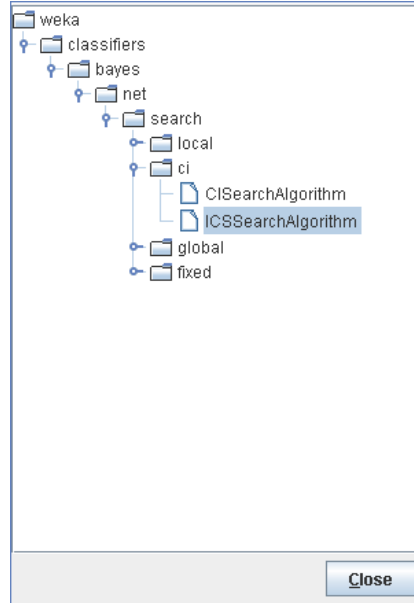 weka
classifiers
bayes
net
search
local
ci
CISearchAlgorithm
ICSSearchAlgorithm
global
fixed
Close